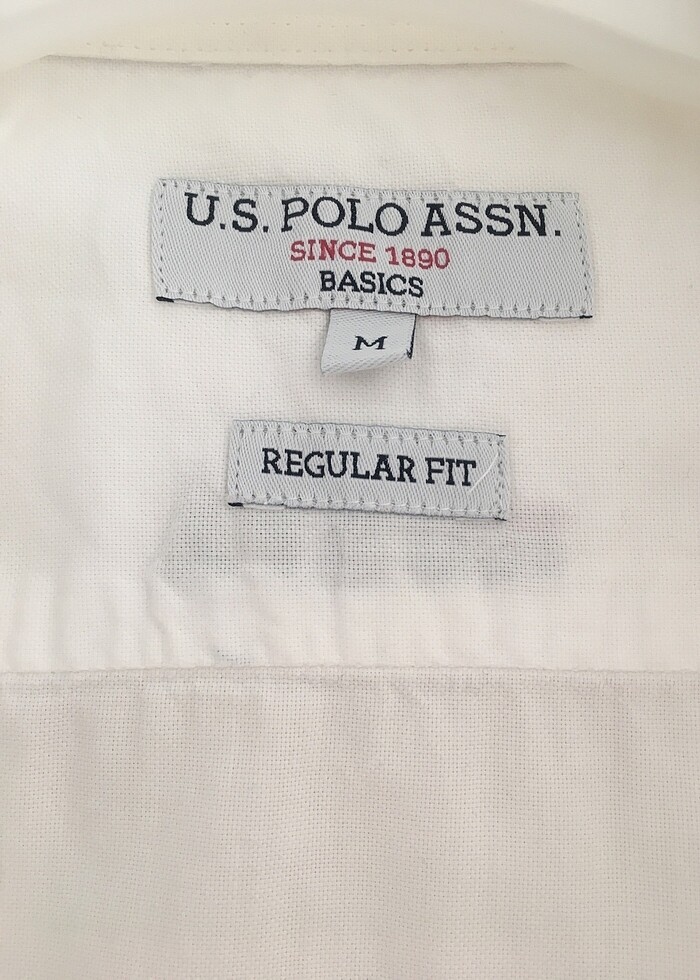 U.S. POLO ASSN.
SINCE 1890
BASICS
M
REGULAR FIT